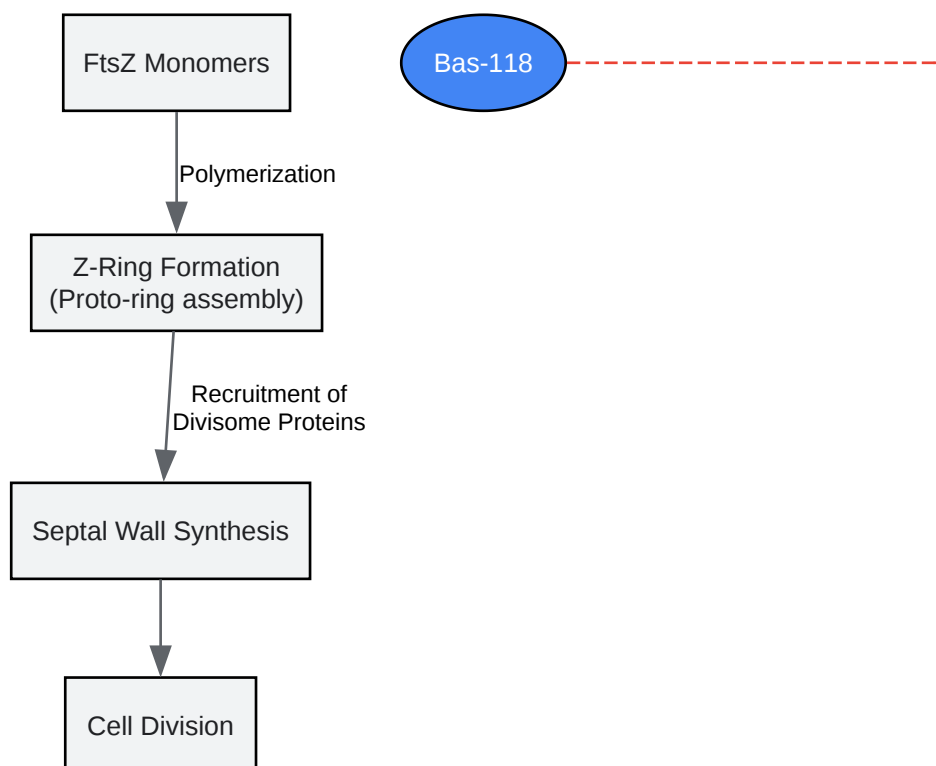 FtsZ Monomers
Bas-118
Polymerization
Z-Ring Formation
(Proto-ring assembly)
Recruitment of
Divisome Proteins
Septal Wall Synthesis
Cell Division